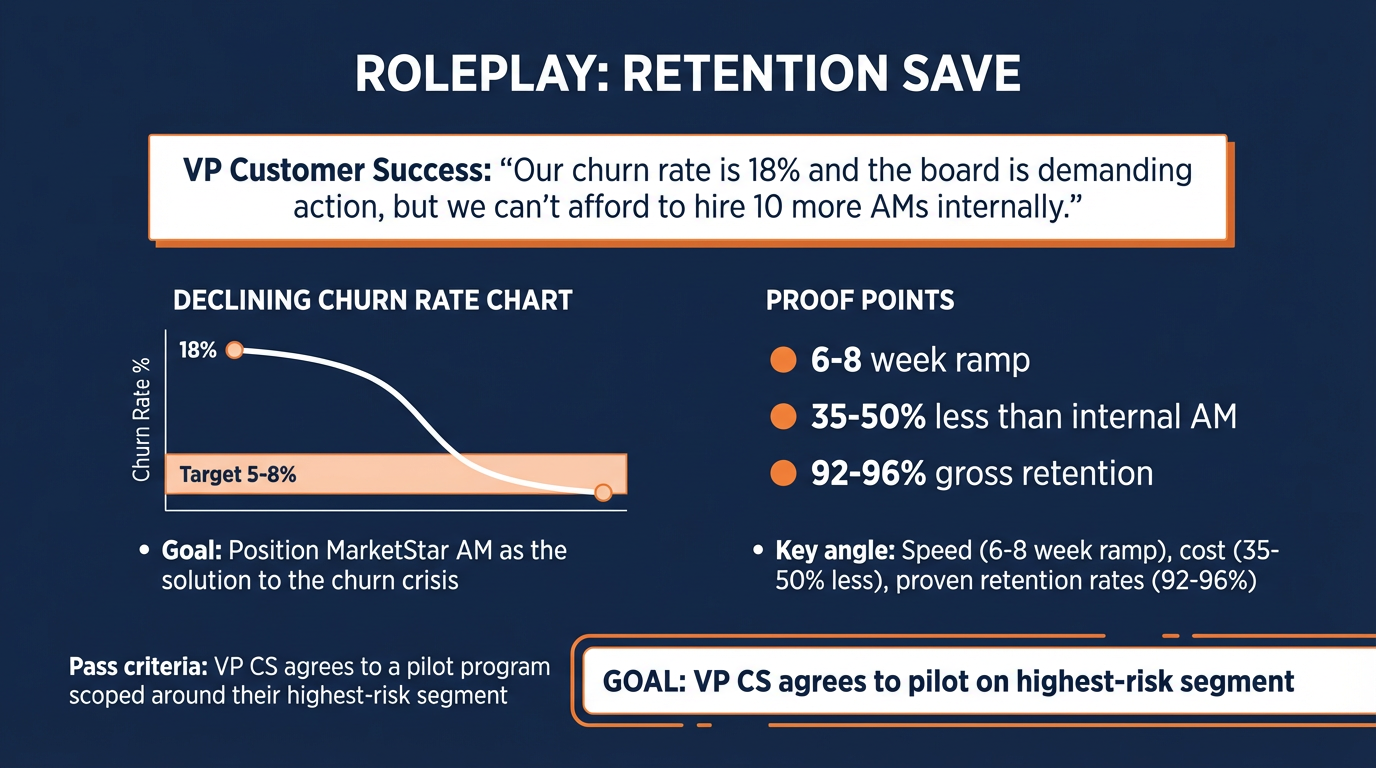 ROLEPLAY: RETENTION SAVE
VP Customer Success: “Our churn rate is 18% and the board is demanding
action, but we can’t afford to hire 10 more AMs internally.”
DECLINING CHURN RATE CHART
Churn Rate %
18%
Target 5-8%
• Goal: Position MarketStar AM as the
solution to the churn crisis
PROOF POINTS
6-8 week ramp
35-50% less than internal AM
92-96% gross retention
• Key angle: Speed (6-8 week ramp), cost (35-
50% less), proven retention rates (92-96%)
Pass criteria: VP CS agrees to a pilot program
scoped around their highest-risk segment
GOAL: VP CS agrees to pilot on highest-risk segment